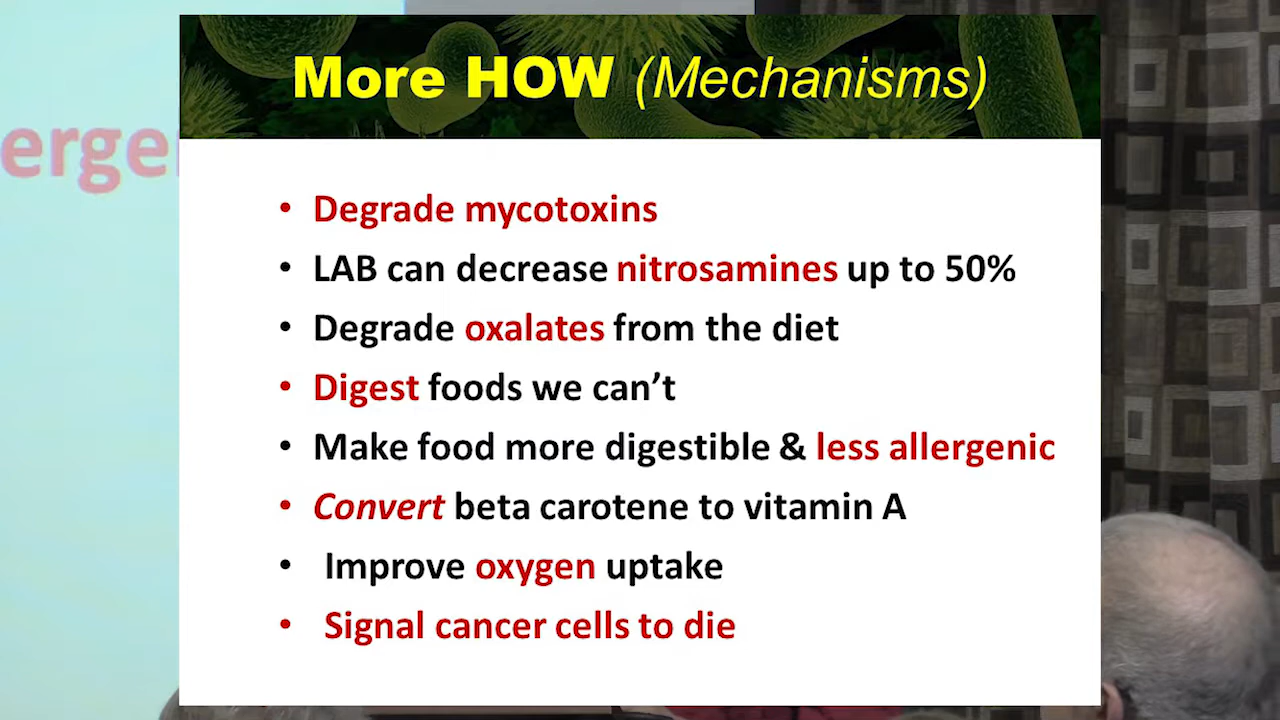 More HOW (Mechanisms)
• Degrade mycotoxins
• LAB can decrease nitrosamines up to 50%
• Degrade oxalates from the diet
• Digest foods we can’t
• Make food more digestible & less allergenic
• Convert beta carotene to vitamin A
• Improve oxygen uptake
• Signal cancer cells to die